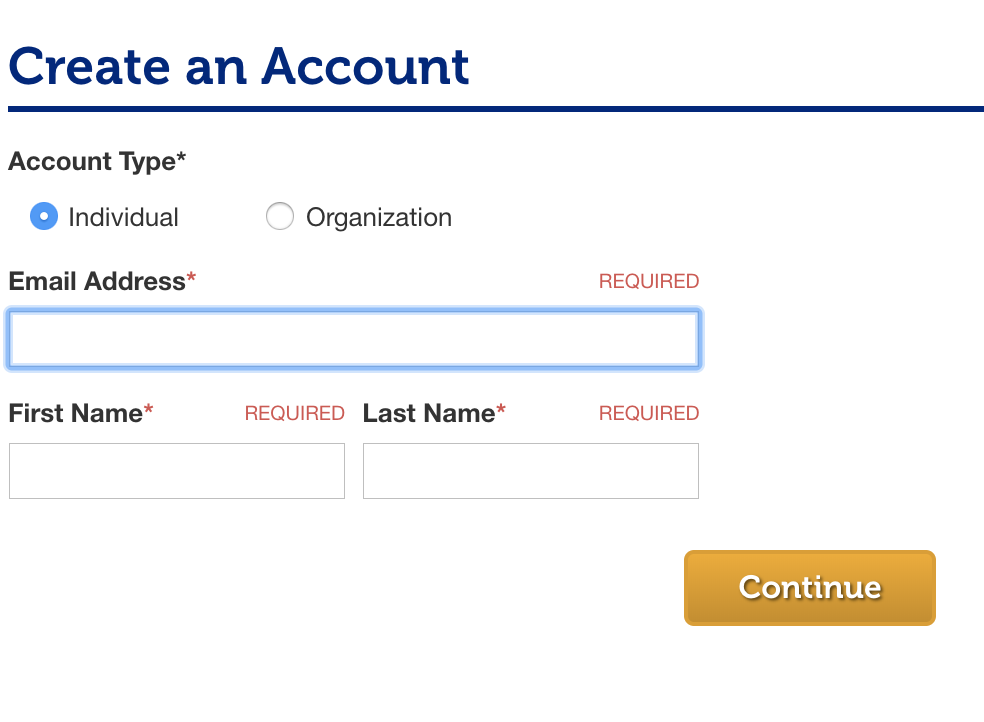 Create an Account
Account Type*
Individual Organization
Email Address* REQUIRED
First Name* REQUIRED Last Name* REQUIRED
Continue